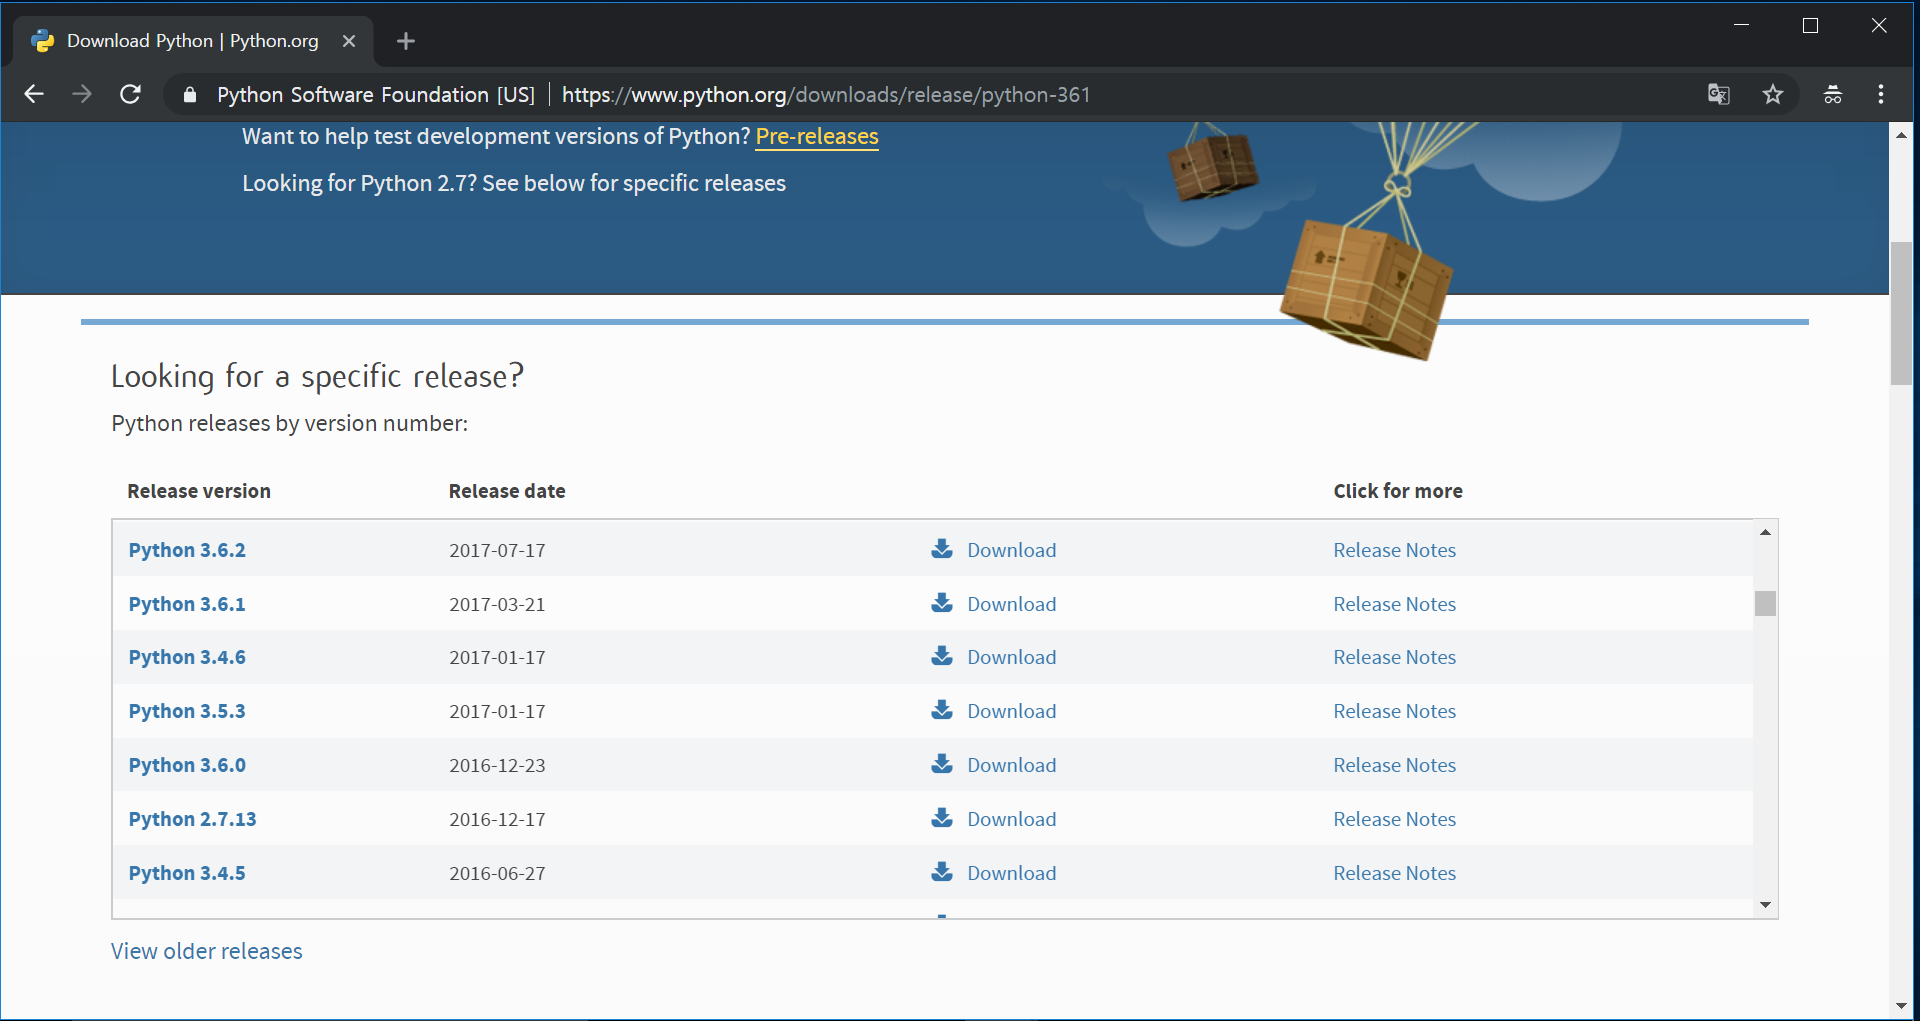 Download Python | Python.org
Python Software Foundation [US] https://www.python.org/downloads/release/python-361
Want to help test development versions of Python? Pre-releases
Looking for Python 2.7? See below for specific releases
Looking for a specific release?
Python releases by version number:
Release version Release date Click for more
Python 3.6.2 2017-07-17 Download Release Notes
Python 3.6.1 2017-03-21 Download Release Notes
Python 3.4.6 2017-01-17 Download Release Notes
Python 3.5.3 2017-01-17 Download Release Notes
Python 3.6.0 2016-12-23 Download Release Notes
Python 2.7.13 2016-12-17 Download Release Notes
Python 3.4.5 2016-06-27 Download Release Notes
View older releases